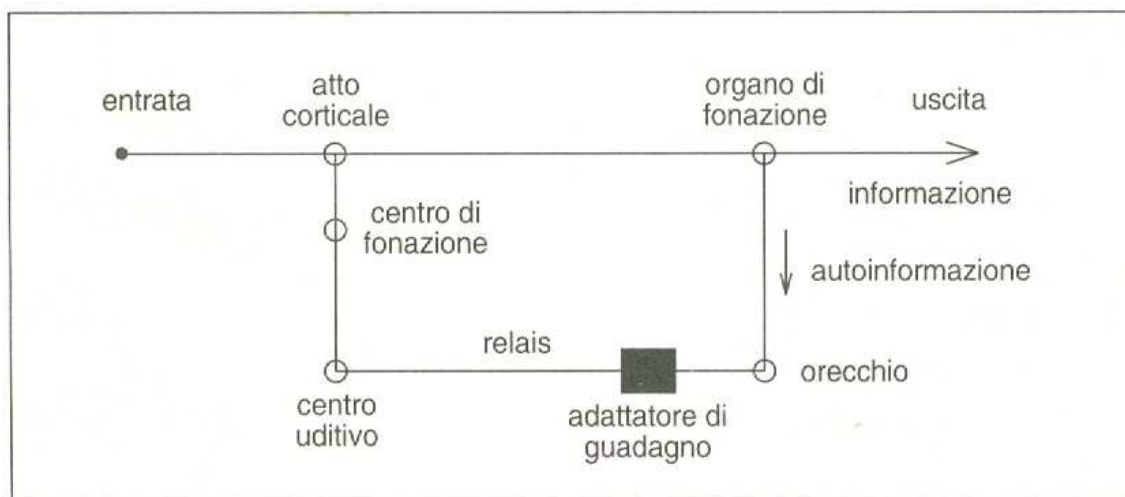 entrata
atto
corticale
organo di
fonazione
uscita
informazione
centro di
fonazione
autoinformazione
relais
orecchio
centro
uditivo
adattatore di
guadagno